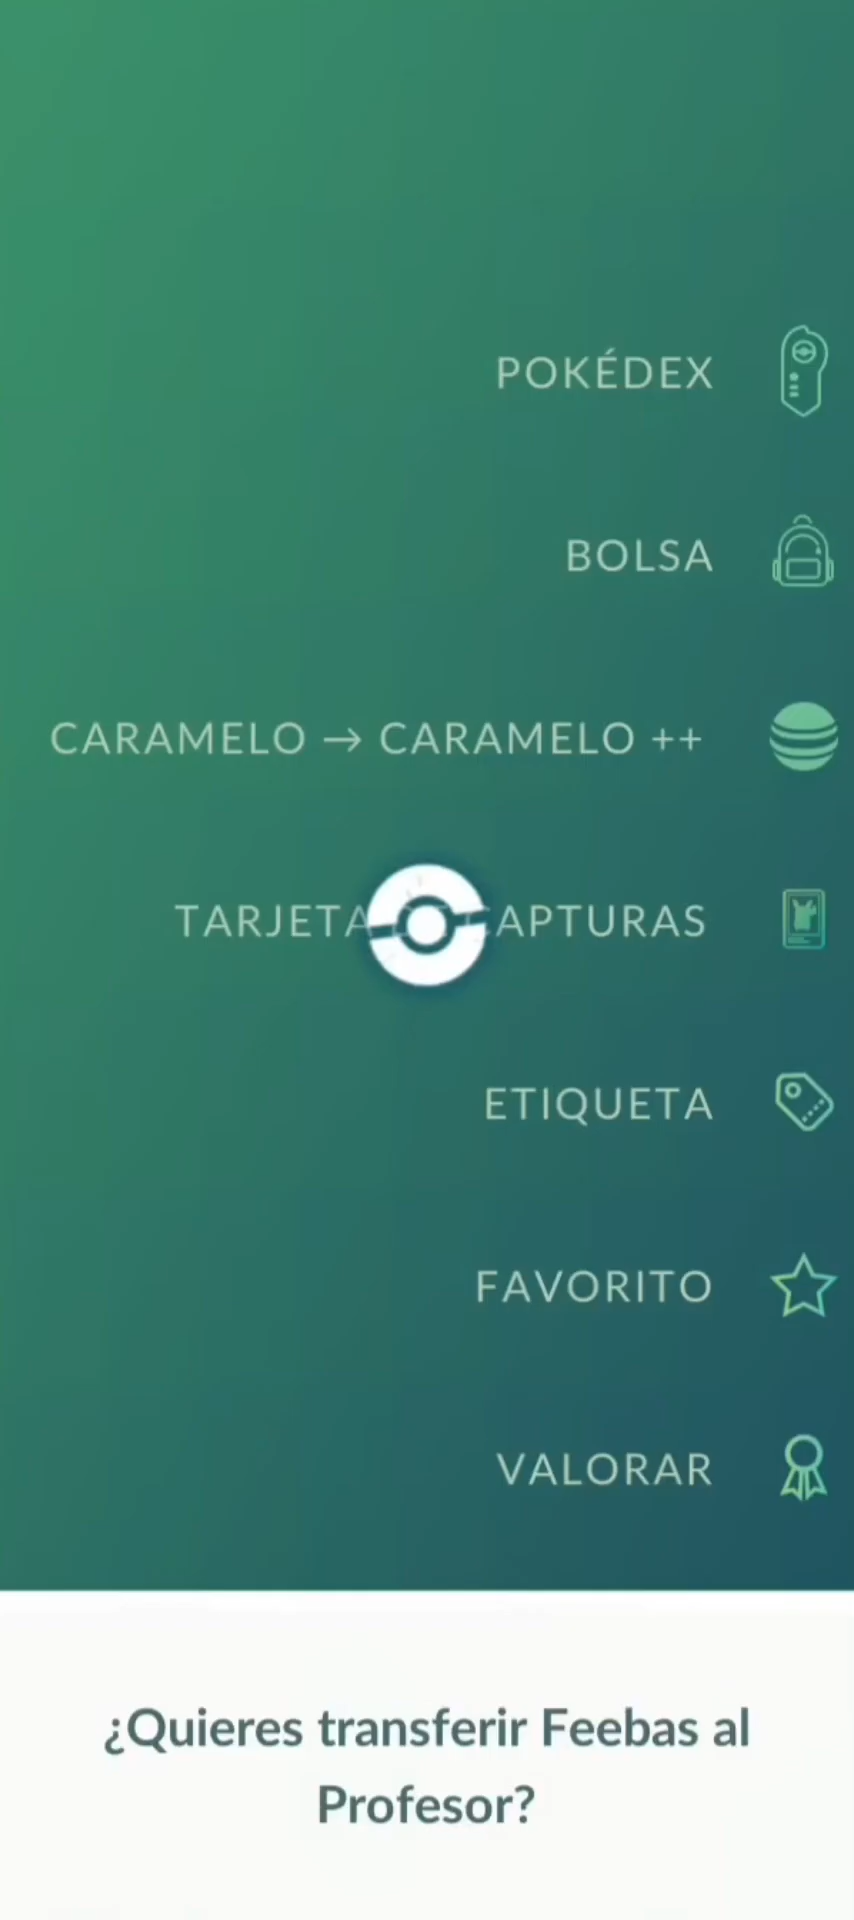 POKÉDEX
BOLSA
CARAMELO → CARAMELO ++
TARJETA APTURAS
ETIQUETA
FAVORITO
VALORAR
¿Quieres transferir Feebas al
Profesor?